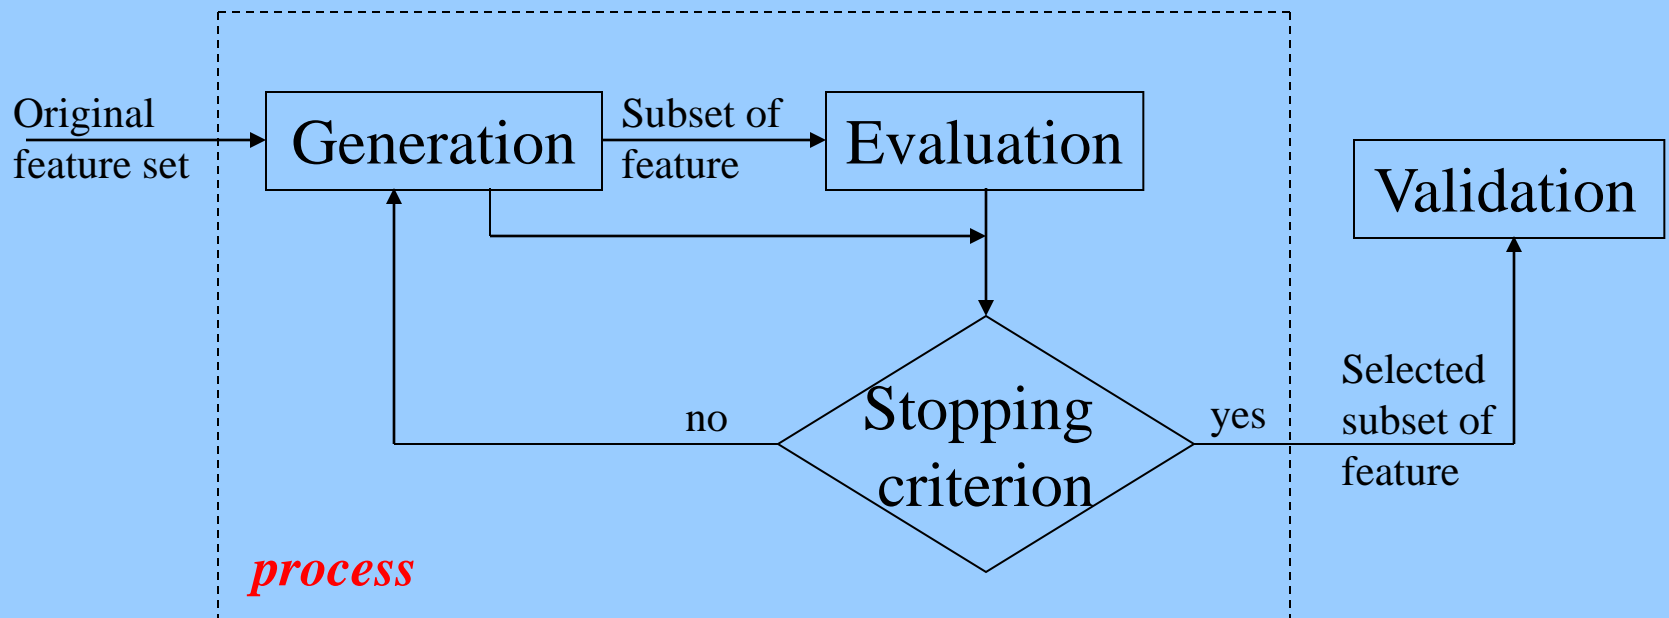 Original
feature set
Generation
Subset of
feature
Evaluation
Validation
no
Stopping
criterion
yes
Selected
subset of
feature
process